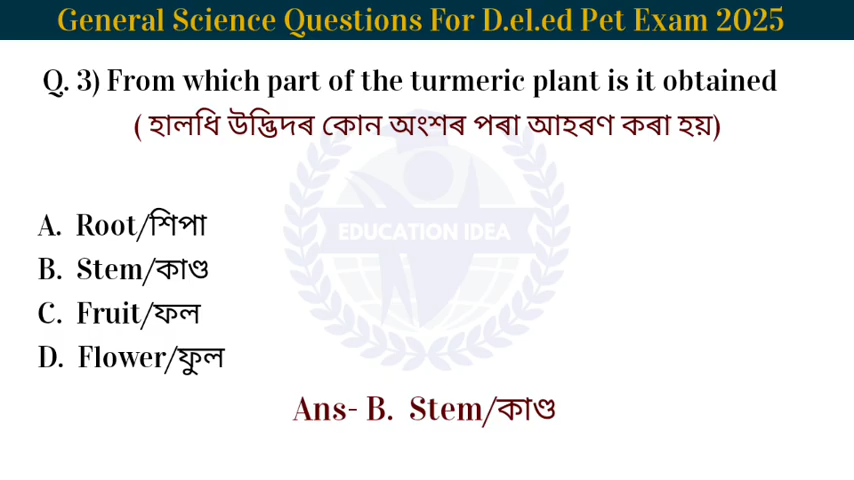 General Science Questions For D.el.ed Pet Exam 2025
Q. 3) From which part of the turmeric plant is it obtained
( হালধি উদ্ভিদৰ কোন অংশৰ পৰা আহৰণ কৰা হয়)
EDUCATION IDEA
A. Root/শিপা
B. Stem/কাণ্ড
C. Fruit/ফল
D. Flower/ফুল
Ans- B. Stem/কাণ্ড